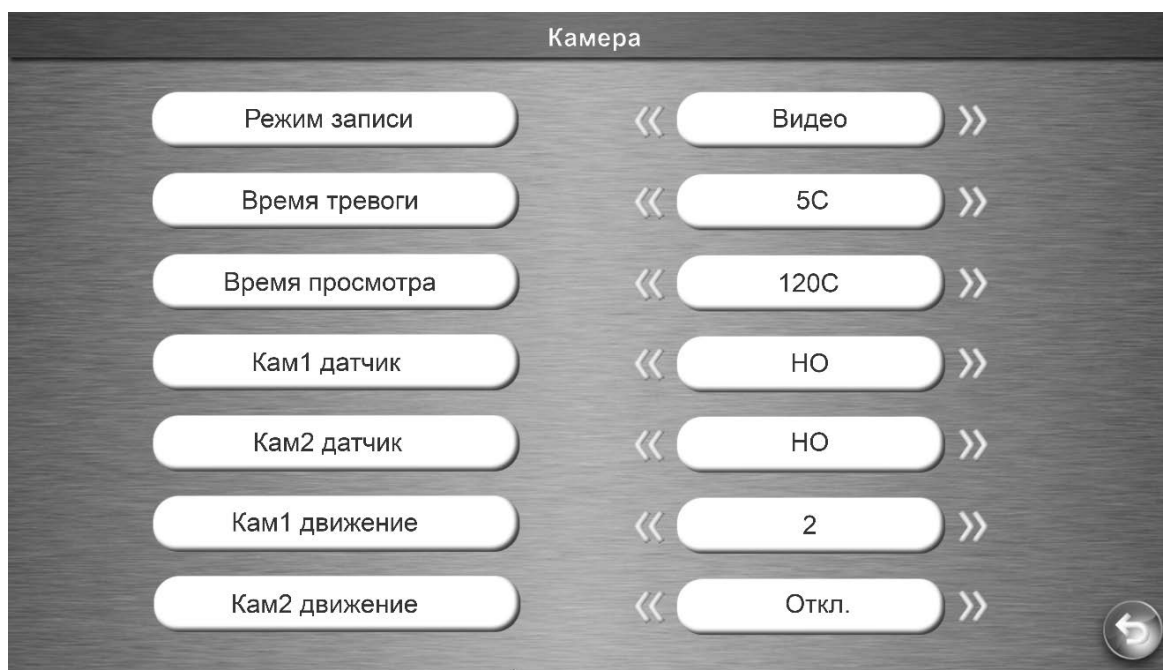 Камера
Режим записи Видео
Время тревоги 5С
Время просмотра 120С
Кам1 датчик НО
Кам2 датчик НО
Кам1 движение 2
Кам2 движение Откл.